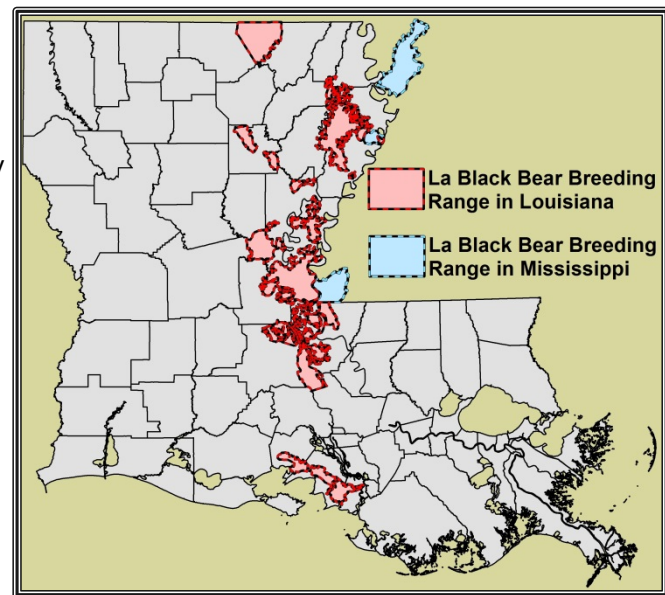 y
La Black Bear Breeding
Range in Louisiana
La Black Bear Breeding
Range in Mississippi